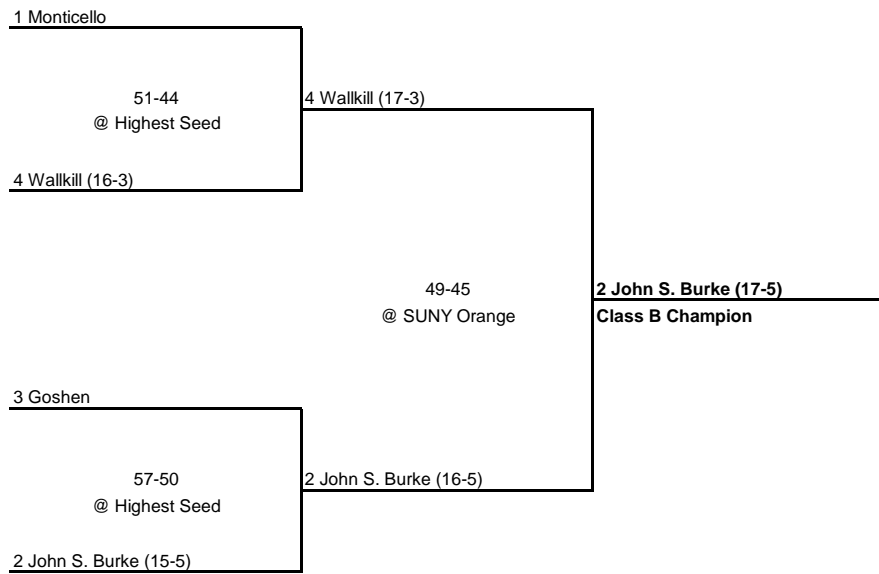 1 Monticello
51-44
@ Highest Seed
4 Wallkill (17-3)
4 Wallkill (16-3)
49-45
@ SUNY Orange
2 John S. Burke (17-5)
Class B Champion
3 Goshen
57-50
@ Highest Seed
2 John S. Burke (16-5)
2 John S. Burke (15-5)